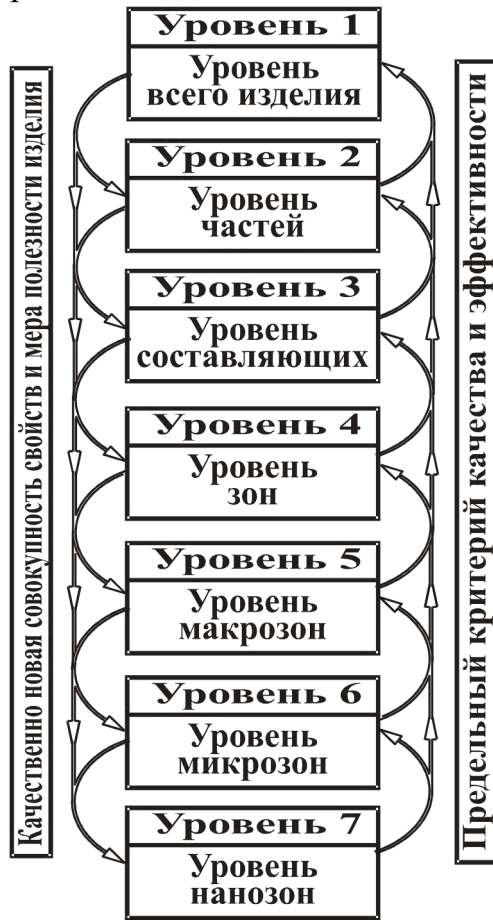 Уровень 1
Уровень
всего изделия
Уровень 2
Уровень
частей
Уровень 3
Уровень
составляющих
Уровень 4
Уровень
зон
Уровень 5
Уровень
макрозон
Уровень 6
Уровень
микрозон
Уровень 7
Уровень
нанозон
Качественно новая совокупность свойств и мера полезности изделия
Предельный критерий качества и эффективности